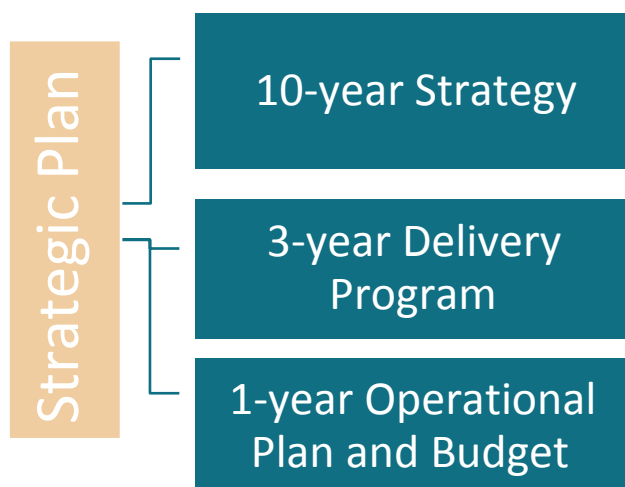 Strategic Plan
10-year Strategy
3-year Delivery
Program
1-year Operational
Plan and Budget